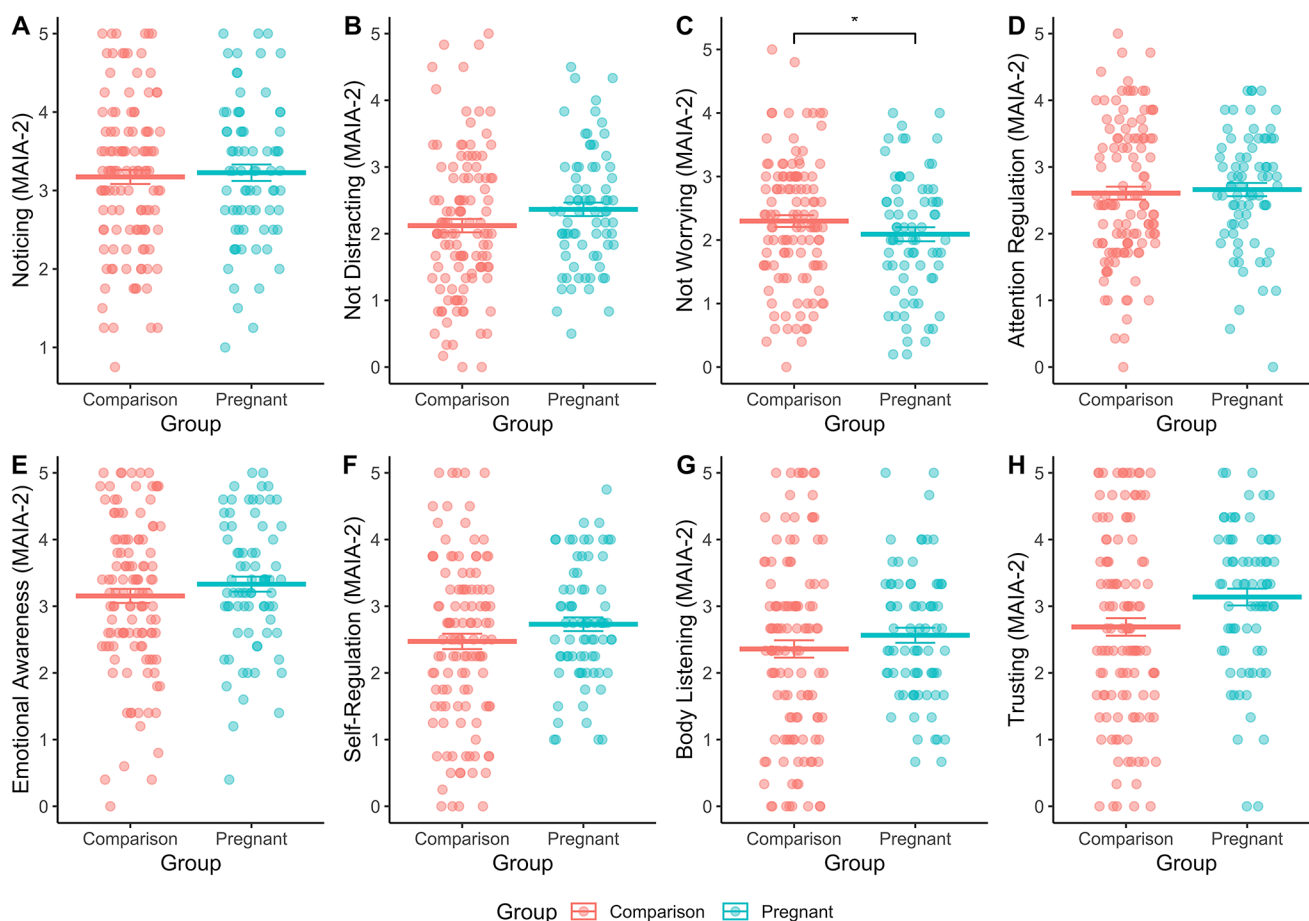 A
Noticing (MAIA-2)
5
4
3
2
1
Comparison Pregnant
Group
B
Not Distracting (MAIA-2)
5
4
3
2
1
0
Comparison Pregnant
Group
C
*
Not Worrying (MAIA-2)
5
4
3
2
1
0
Comparison Pregnant
Group
D
Attention Regulation (MAIA-2)
5
4
3
2
1
0
Comparison Pregnant
Group
E
Emotional Awareness (MAIA-2)
5
4
3
2
1
0
Comparison Pregnant
Group
F
Self-Regulation (MAIA-2)
5
4
3
2
1
0
Comparison Pregnant
Group
G
Body Listening (MAIA-2)
5
4
3
2
1
0
Comparison Pregnant
Group
H
Trusting (MAIA-2)
5
4
3
2
1
0
Comparison Pregnant
Group
Group Comparison Pregnant